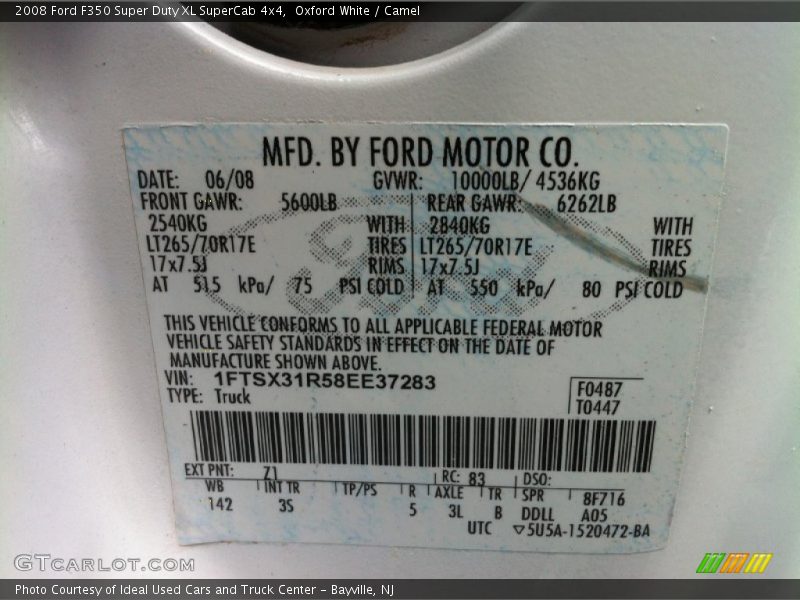 2008 Ford F350 Super Duty XL SuperCab 4x4, Oxford White / Camel
MFD. BY FORD MOTOR CO.
DATE: 06/08 GVWR: 10000LB/ 4536KG
FRONT GAWR: 5600LB REAR GAWR: 6262LB
2540KG WITH 2840KG WITH
LT265/70R17E TIRES LT265/70R17E TIRES
17x7.5J RIMS 17x7.5J RIMS
AT 515 kPa/ 75 PSI COLD AT 550 kPa/ 80 PSI COLD
Ford
THIS VEHICLE CONFORMS TO ALL APPLICABLE FEDERAL MOTOR
VEHICLE SAFETY STANDARDS IN EFFECT ON THE DATE OF
MANUFACTURE SHOWN ABOVE.
VIN: 1FTSX31R58EE37283
TYPE: Truck
F0487
T0447
EXT PNT: Z1 RC: 83 DSO:
WB INT TR TP/PS R AXLE TR SPR 8F716
142 3S 5 3L B DDLL A05
UTC ▽5U5A-1520472-BA
GTCarLot.com
Photo Courtesy of Ideal Used Cars and Truck Center – Bayville, NJ